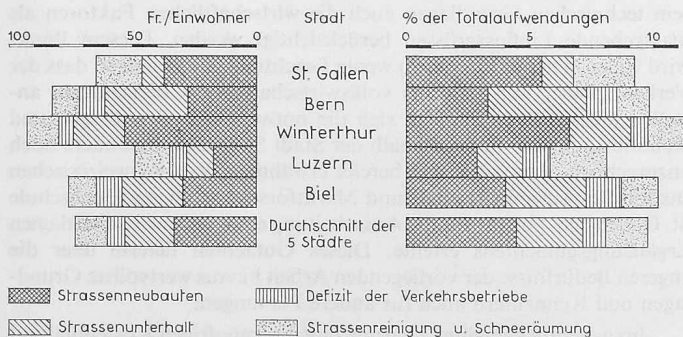 Fr./Einwohner Stadt % der Totalaufwendungen
100 50 0 0 5 10
St. Gallen
Bern
Winterthur
Luzern
Biel
Durchschnitt der
5 Städte
Strassenneubauten Defizit der Verkehrsbetriebe
Strassenunterhalt Strassenreinigung u. Schneeräumung